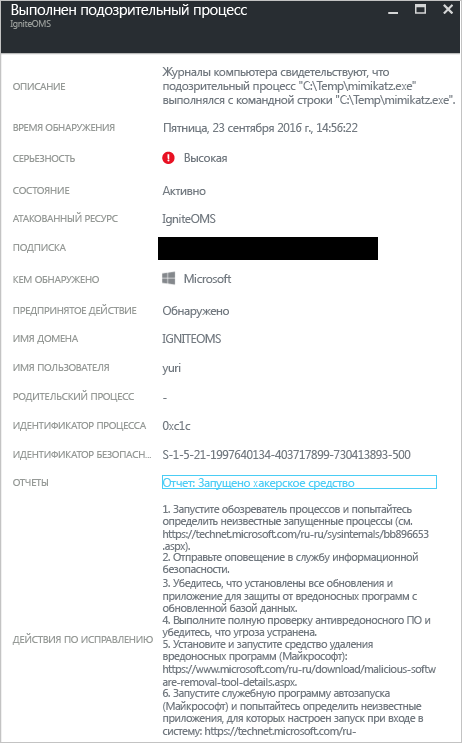 Выполнен подозрительный процесс
IgniteOMS
ОПИСАНИЕ
Журналы компьютера свидетельствуют, что
подозрительный процесс "C:\Temp\mimikatz.exe"
выполнялся с командной строки "C:\Temp\mimikatz.exe".
ВРЕМЯ ОБНАРУЖЕНИЯ
Пятница, 23 сентября 2016 г., 14:56:22
СЕРЬЕЗНОСТЬ
Высокая
СОСТОЯНИЕ
Активно
АТАКОВАННЫЙ РЕСУРС
IgniteOMS
ПОДПИСКА
КЕМ ОБНАРУЖЕНО
Microsoft
ПРЕДПРИНЯТОЕ ДЕЙСТВИЕ
Обнаружено
ИМЯ ДОМЕНА
IGNITEOMS
ИМЯ ПОЛЬЗОВАТЕЛЯ
yuri
РОДИТЕЛЬСКИЙ ПРОЦЕСС
-
ИДЕНТИФИКАТОР ПРОЦЕССА
0xc1c
ИДЕНТИФИКАТОР БЕЗОПАСН...
S-1-5-21-1997640134-403717899-730413893-500
ОТЧЕТЫ
Отчет: Запущено хакерское средство
ДЕЙСТВИЯ ПО ИСПРАВЛЕНИЮ
1. Запустите обозреватель процессов и попытайтесь
определить неизвестные запущенные процессы (см.
https://technet.microsoft.com/ru-ru/sysinternals/bb896653
.aspx).
2. Отправьте оповещение в службу информационной
безопасности.
3. Убедитесь, что установлены все обновления и
приложение для защиты от вредоносных программ с
обновленной базой данных.
4. Выполните полную проверку антивредоносного ПО и
убедитесь, что угроза устранена.
5. Установите и запустите средство удаления
вредоносных программ (Майкрософт):
https://www.microsoft.com/ru-ru/download/malicious-softw
are-removal-tool-details.aspx.
6. Запустите служебную программу автозапуска
(Майкрософт) и попытайтесь определить неизвестные
приложения, для которых настроен запуск при входе в
систему: https://technet.microsoft.com/ru-